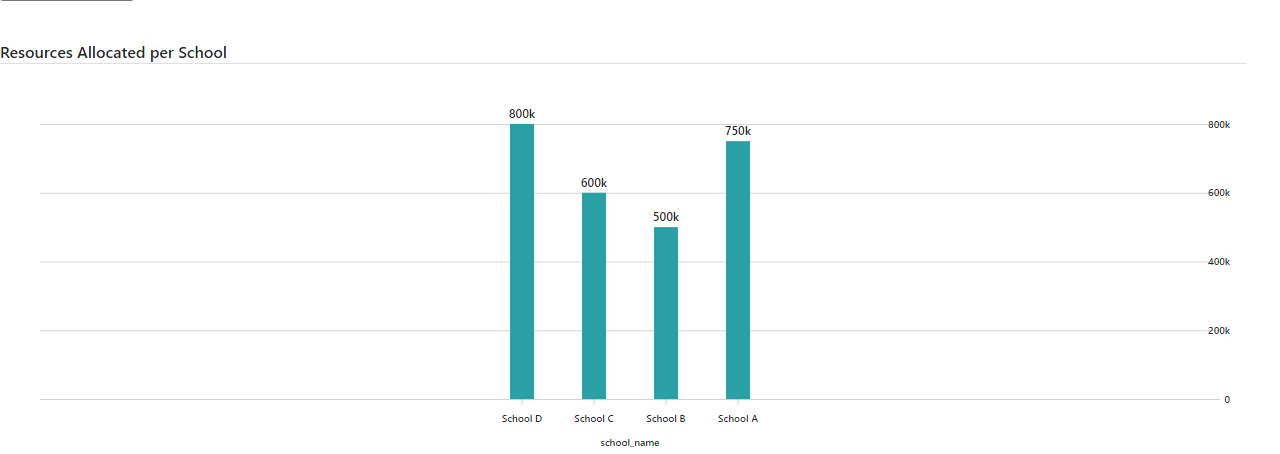 Resources Allocated per School
800k
750k
800k
600k
600k
500k
400k
200k
0
School D School C School B School A
school_name